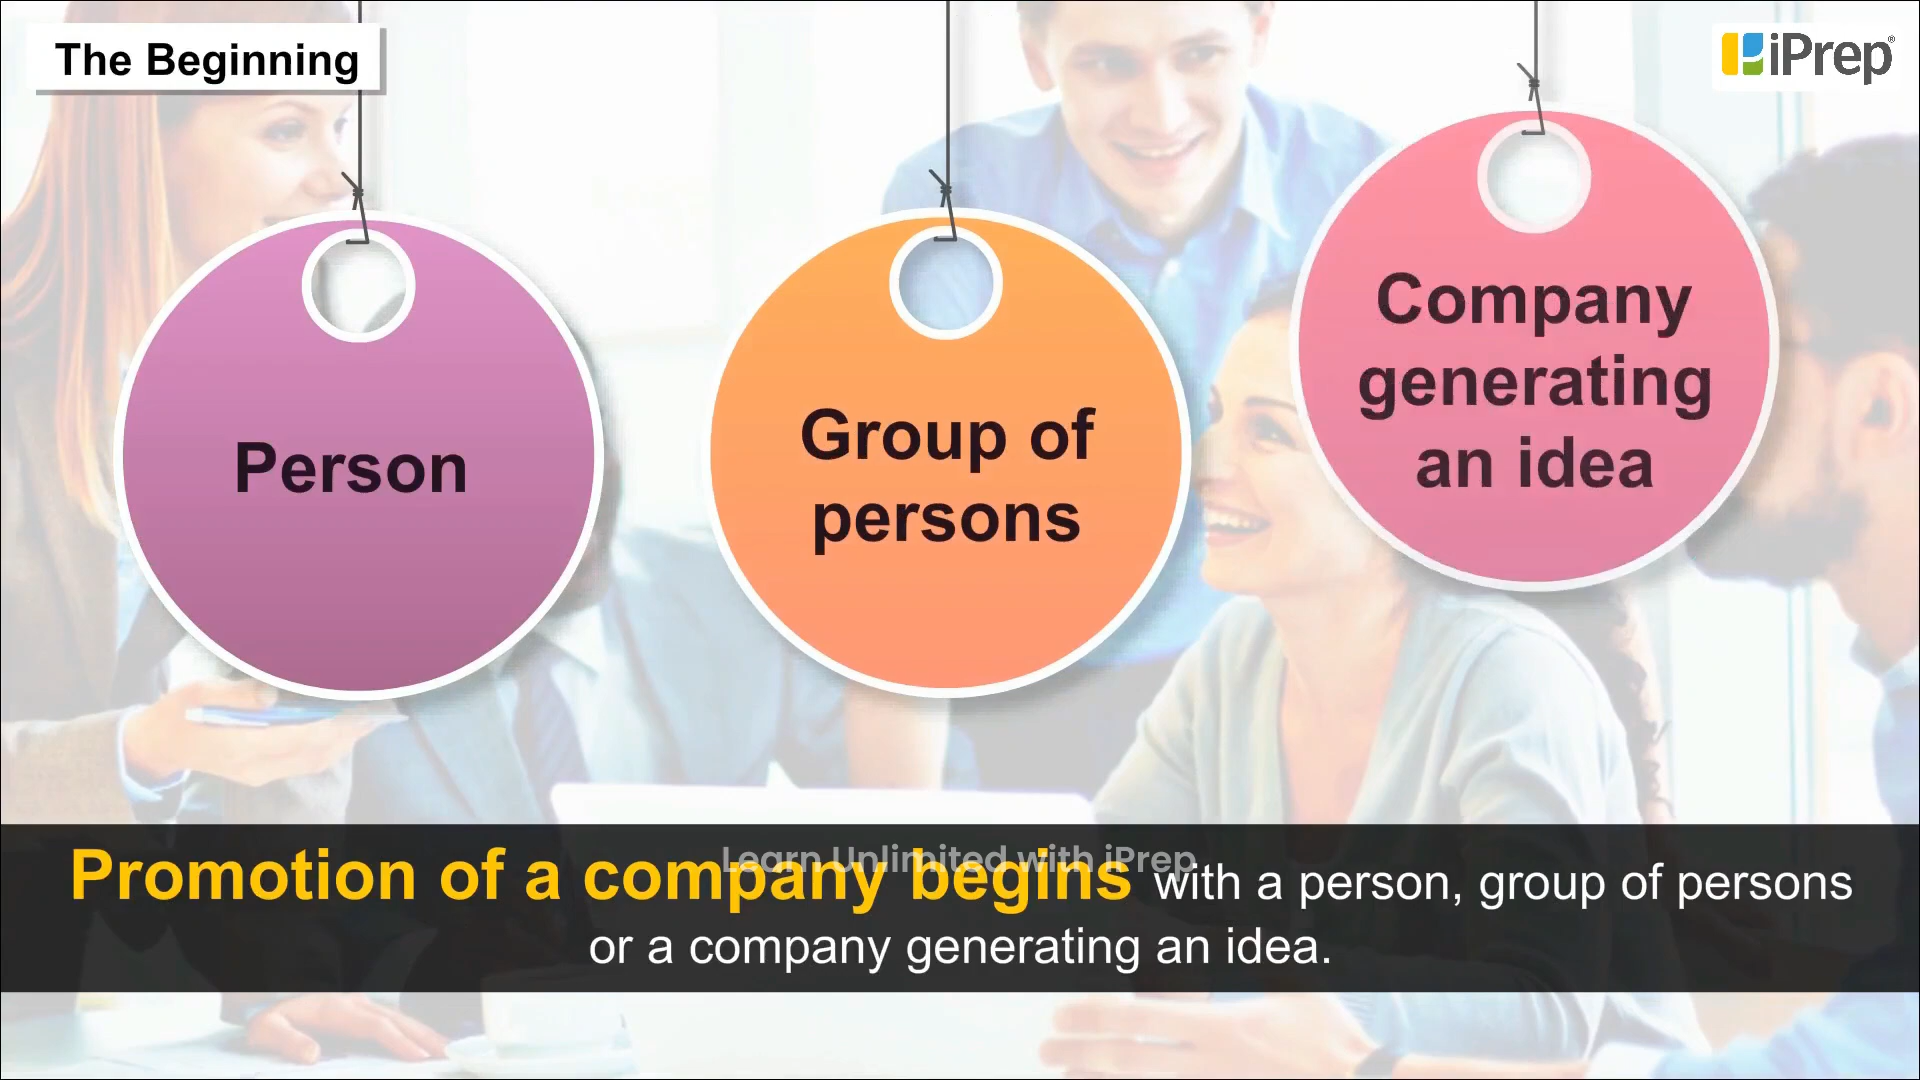 The Beginning
iPrep®
Person
Group of
persons
Company
generating
an idea
Learn Unlimited with iPrep
Promotion of a company begins with a person, group of persons
or a company generating an idea.